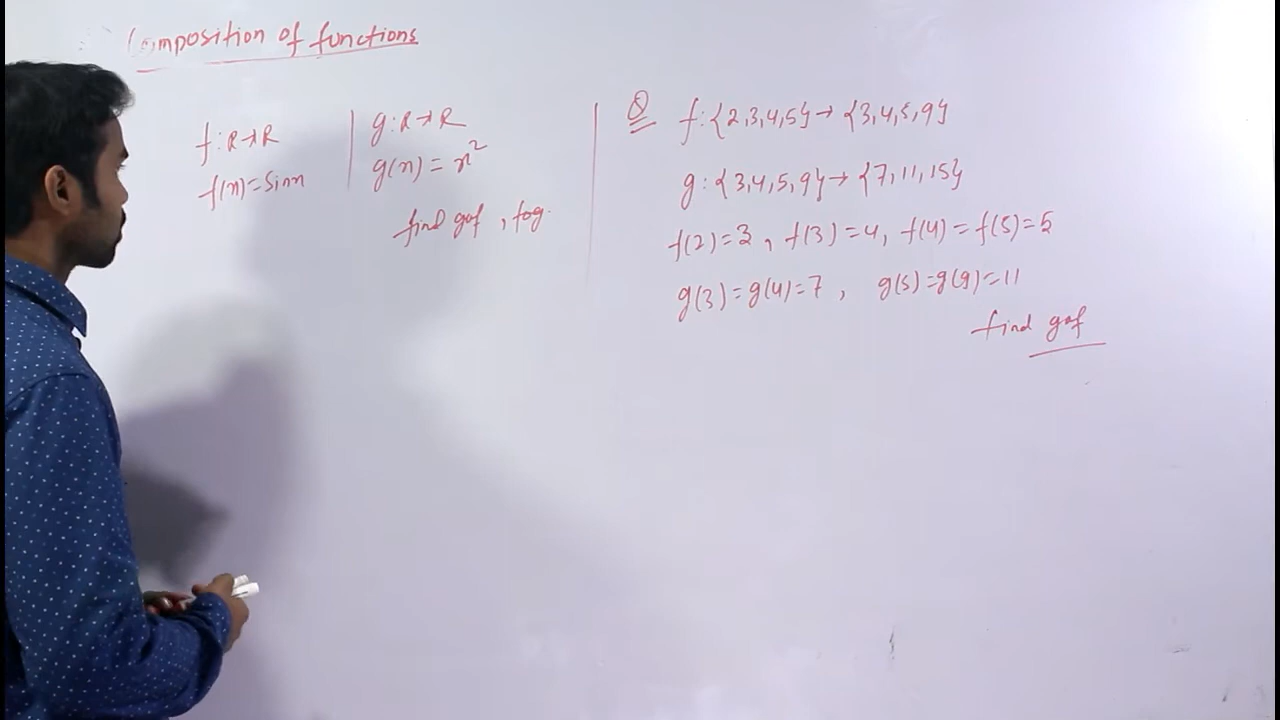 Composition of functions
f: R→R
f(x)=Sinx
g: R→R
g(x)=x²
find gof , fog.
Q f: {2,3,4,5} → {3,4,5,9}
g: {3,4,5,9} → {7,11,15}
f(2)=3, f(3)=4, f(4)=f(5)=5
g(3)=g(4)=7, g(5)=g(9)=11
find gof